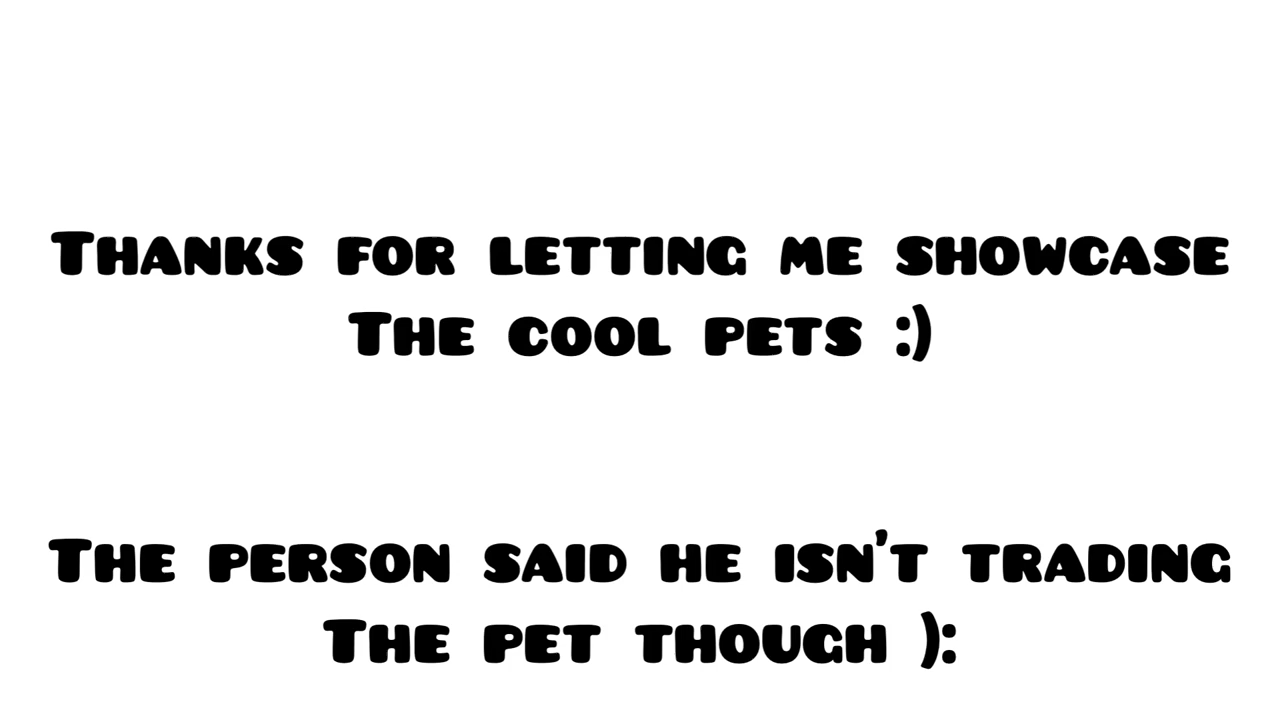 Thanks for letting me showcase
The cool pets :)
The person said he isn't trading
The pet though ):